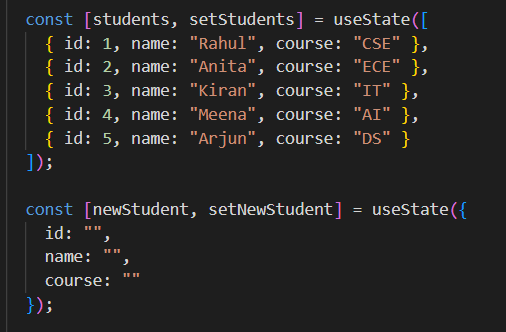 const [students, setStudents] = useState([
{ id: 1, name: "Rahul", course: "CSE" },
{ id: 2, name: "Anita", course: "ECE" },
{ id: 3, name: "Kiran", course: "IT" },
{ id: 4, name: "Meena", course: "AI" },
{ id: 5, name: "Arjun", course: "DS" }
]);
const [newStudent, setNewStudent] = useState({
id: "",
name: "",
course: ""
});